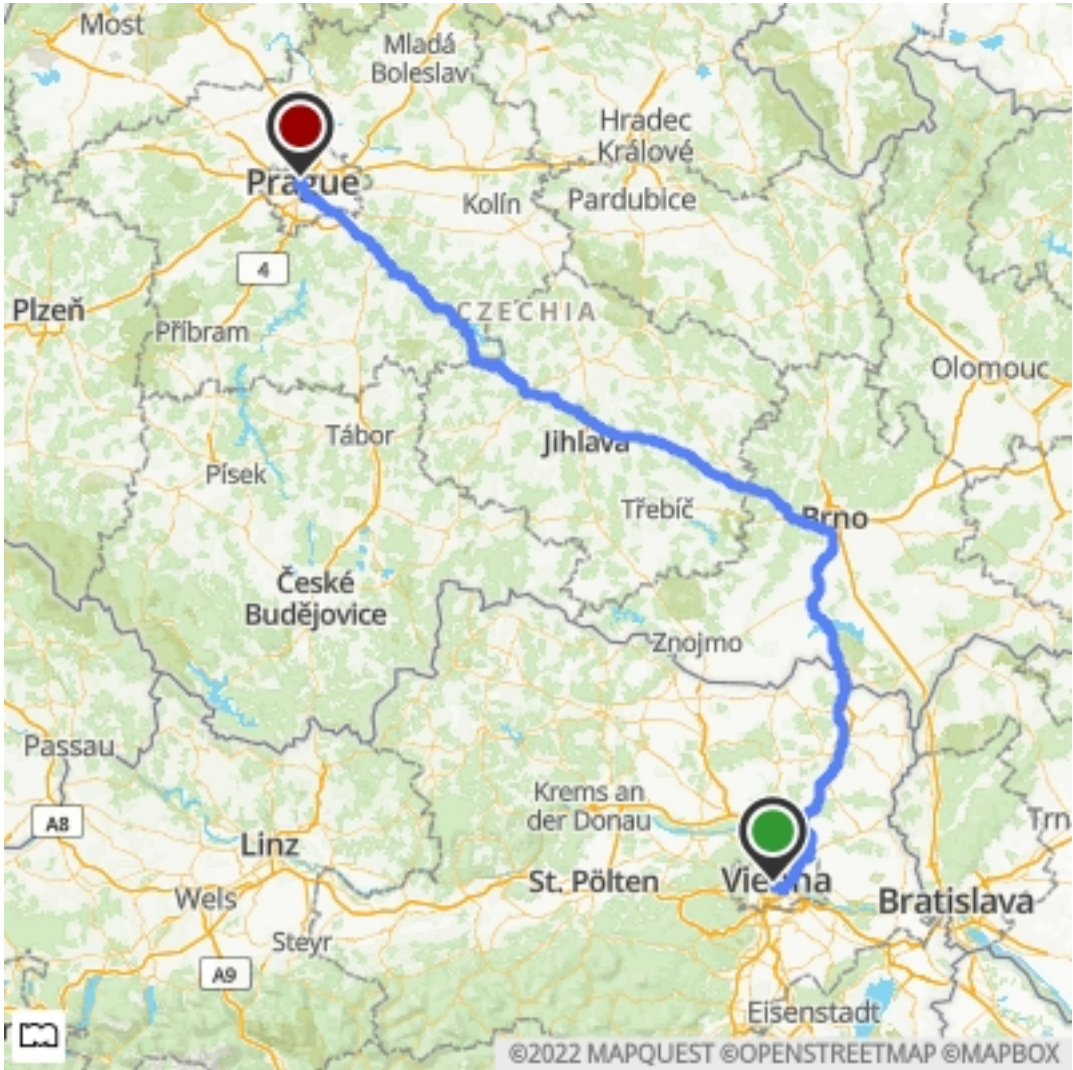 Most
Mladá
Boleslav
Hradec
Králové
Prague
Kolín
Pardubice
4
Plzeň
CZECHIA
Příbram
Olomouc
Tábor
Jihlava
Písek
Třebíč
Brno
České
Budějovice
Znojmo
Passau
Krems an
der Donau
A8
Trn
Linz
St. Pölten
Vienna
Wels
Bratislava
Steyr
A9
Eisenstadt
©2022 MAPQUEST ©OPENSTREETMAP ©MAPBOX